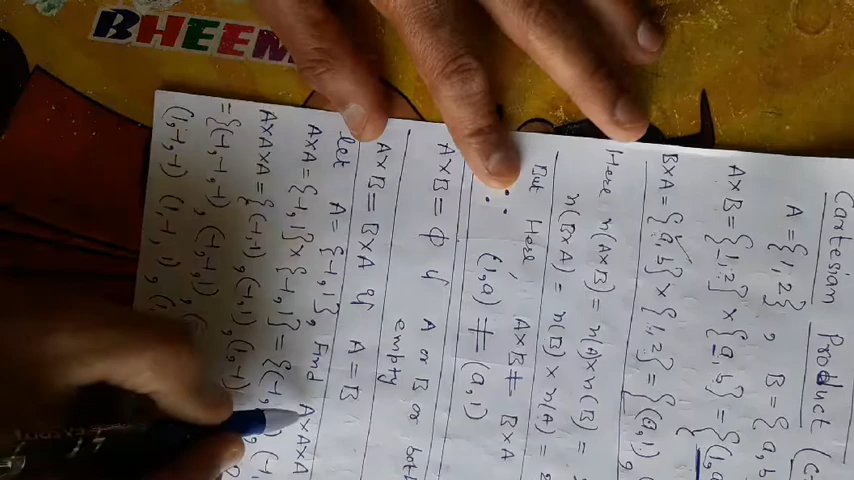 BHEEM
Cartesian Product (C
A = {1, 2} , B = {a, b
A×B = {1, 2} × {a, b} = {(1, a
B×A = {a, b} × {1, 2} = {(a, 1),
Here n(A×B) = n(A)×n(B) =
n(B×A) = n(B) × n(A) =
But Here, A×B ≠ B×A
∴ (1, a) ≠ (a, 1)
A×B = φ if A or B or both
empty
A×B = B×A if A = B
let A = {-1, 1}, Find A×A×A
A×A = {-1, 1} × {-1, 1} = {(-1,
A×A×A = {(-1, -1), (-1, 1), (1, -1)
= {(-1, -1, -1), (-1, -1, 1)
(1, -1, -1) (1, -1, 1),